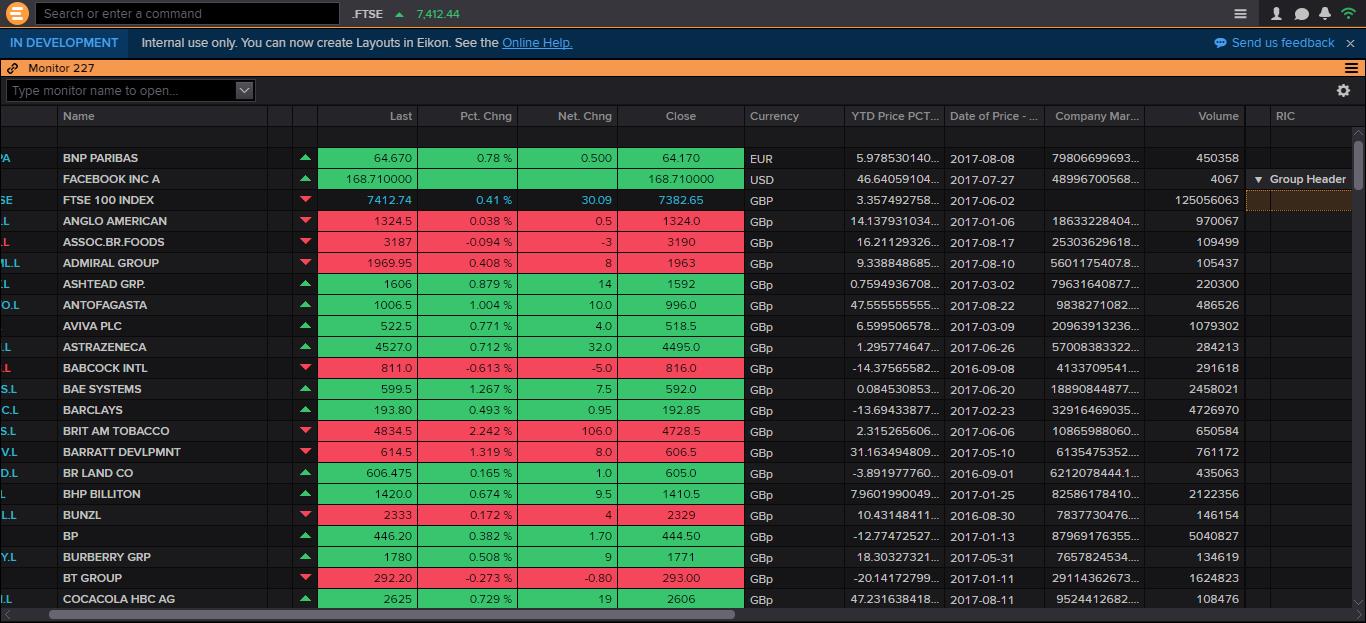 Search or enter a command .FTSE 7,412.44
IN DEVELOPMENT Internal use only. You can now create Layouts in Eikon. See the Online Help. Send us feedback
Monitor 227
Type monitor name to open...
Name Last Pct. Chng Net. Chng Close Currency YTD Price PCT... Date of Price - ... Company Mar... Volume RIC
PA BNP PARIBAS 64.670 0.78 % 0.500 64.170 EUR 5.978530140... 2017-08-08 79806699693... 450358
FACEBOOK INC A 168.710000 168.710000 USD 46.64059104... 2017-07-27 48996700568... 4067 Group Header
SE FTSE 100 INDEX 7412.74 0.41 % 30.09 7382.65 GBP 3.357492758... 2017-06-02 125056063
.L ANGLO AMERICAN 1324.5 0.038 % 0.5 1324.0 GBp 14.137931034... 2017-01-06 18633228404... 970067
.L ASSOC.BR.FOODS 3187 -0.094 % -3 3190 GBp 16.21129326... 2017-08-17 25303629618... 109499
ML.L ADMIRAL GROUP 1969.95 0.408 % 8 1963 GBp 9.338848685... 2017-08-10 5601175407.8... 105437
.L ASHTEAD GRP. 1606 0.879 % 14 1592 GBp 0.7594936708... 2017-03-02 7963164087.7... 220300
O.L ANTOFAGASTA 1006.5 1.004 % 10.0 996.0 GBp 47.555555555... 2017-08-22 9838271082.... 486526
AVIVA PLC 522.5 0.771 % 4.0 518.5 GBp 6.599506578... 2017-03-09 20963913236... 1079302
.L ASTRAZENECA 4527.0 0.712 % 32.0 4495.0 GBp 1.295774647... 2017-06-26 57008383322... 284213
.L BABCOCK INTL 811.0 -0.613 % -5.0 816.0 GBp -14.37565582... 2016-09-08 4133709541.... 291618
S.L BAE SYSTEMS 599.5 1.267 % 7.5 592.0 GBp 0.084530853... 2017-06-20 18890844877... 2458021
C.L BARCLAYS 193.80 0.493 % 0.95 192.85 GBp -13.69433877... 2017-02-23 32916469035... 4726970
S.L BRIT AM TOBACCO 4834.5 2.242 % 106.0 4728.5 GBp 2.315265606... 2017-06-06 10865988060... 650584
V.L BARRATT DEVLPMNT 614.5 1.319 % 8.0 606.5 GBp 31.163494809... 2017-05-10 6135475352.... 761172
D.L BR LAND CO 606.475 0.165 % 1.0 605.0 GBp -3.891977760... 2016-09-01 6212078444.1... 435063
L BHP BILLITON 1420.0 0.674 % 9.5 1410.5 GBp 7.9601990049... 2017-01-25 82586178410... 2122356
L.L BUNZL 2333 0.172 % 4 2329 GBp 10.43148411... 2016-08-30 7837730476.... 146154
BP 446.20 0.382 % 1.70 444.50 GBp -12.77472527... 2017-01-13 87969176355... 5040827
Y.L BURBERRY GRP 1780 0.508 % 9 1771 GBp 18.30327321... 2017-05-31 7657824534.... 134619
BT GROUP 292.20 -0.273 % -0.80 293.00 GBp -20.14172799... 2017-01-11 29114362673... 1624823
.L COCACOLA HBC AG 2625 0.729 % 19 2606 GBp 47.231638418... 2017-08-11 9524412682.... 108476